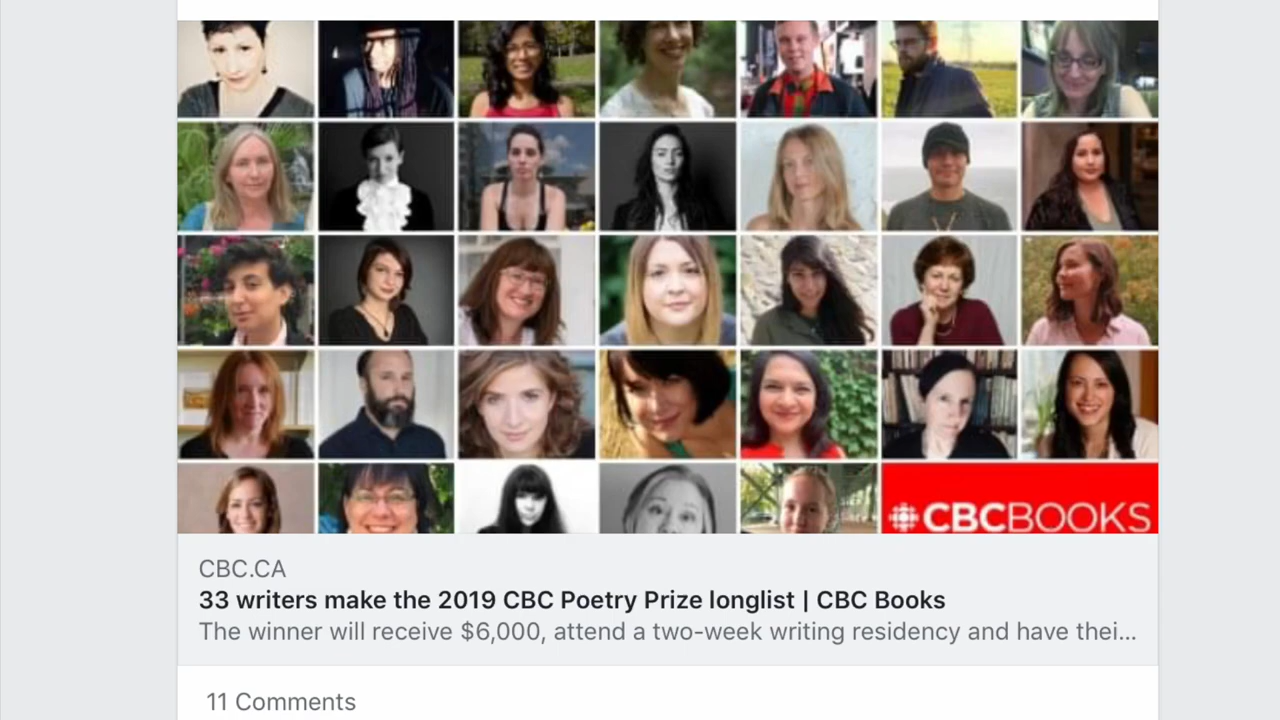 CBCBOOKS
CBC.CA
33 writers make the 2019 CBC Poetry Prize longlist | CBC Books
The winner will receive $6,000, attend a two-week writing residency and have thei...
11 Comments